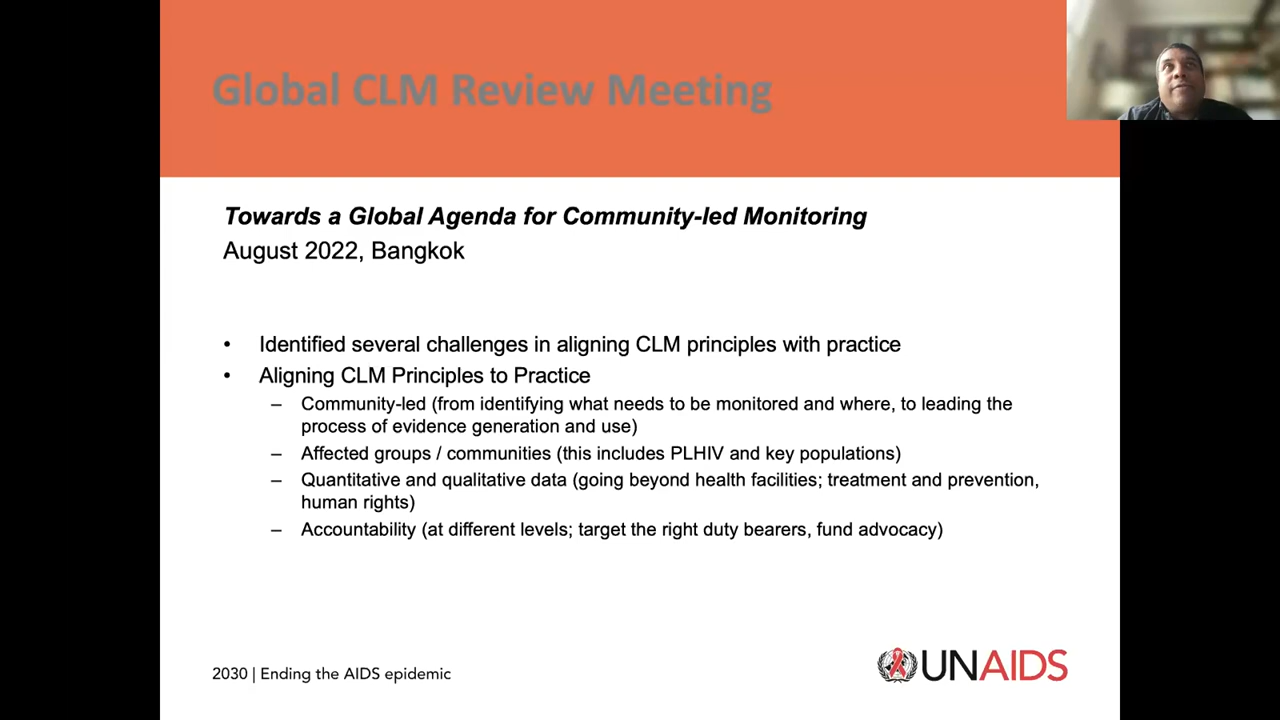 Global CLM Review Meeting
Towards a Global Agenda for Community-led Monitoring
August 2022, Bangkok
• Identified several challenges in aligning CLM principles with practice
• Aligning CLM Principles to Practice
– Community-led (from identifying what needs to be monitored and where, to leading the
process of evidence generation and use)
– Affected groups / communities (this includes PLHIV and key populations)
– Quantitative and qualitative data (going beyond health facilities; treatment and prevention,
human rights)
– Accountability (at different levels; target the right duty bearers, fund advocacy)
2030 | Ending the AIDS epidemic
UNAIDS